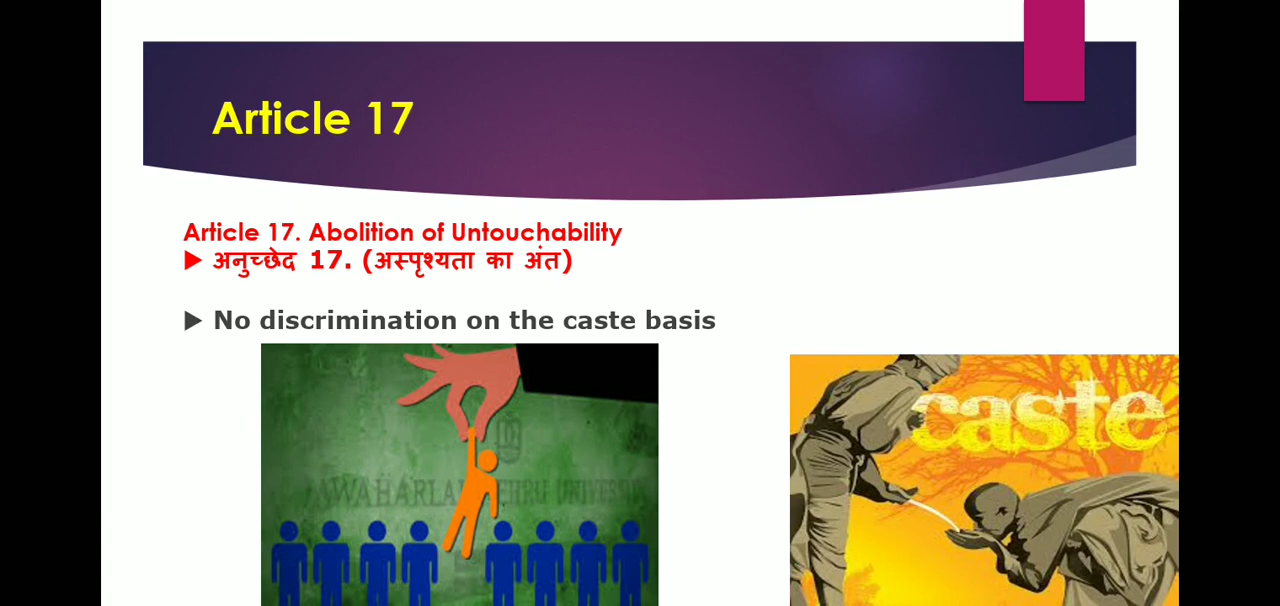 Article 17
Article 17. Abolition of Untouchability
अनुच्छेद 17. (अस्पृश्यता का अंत)
No discrimination on the caste basis
caste